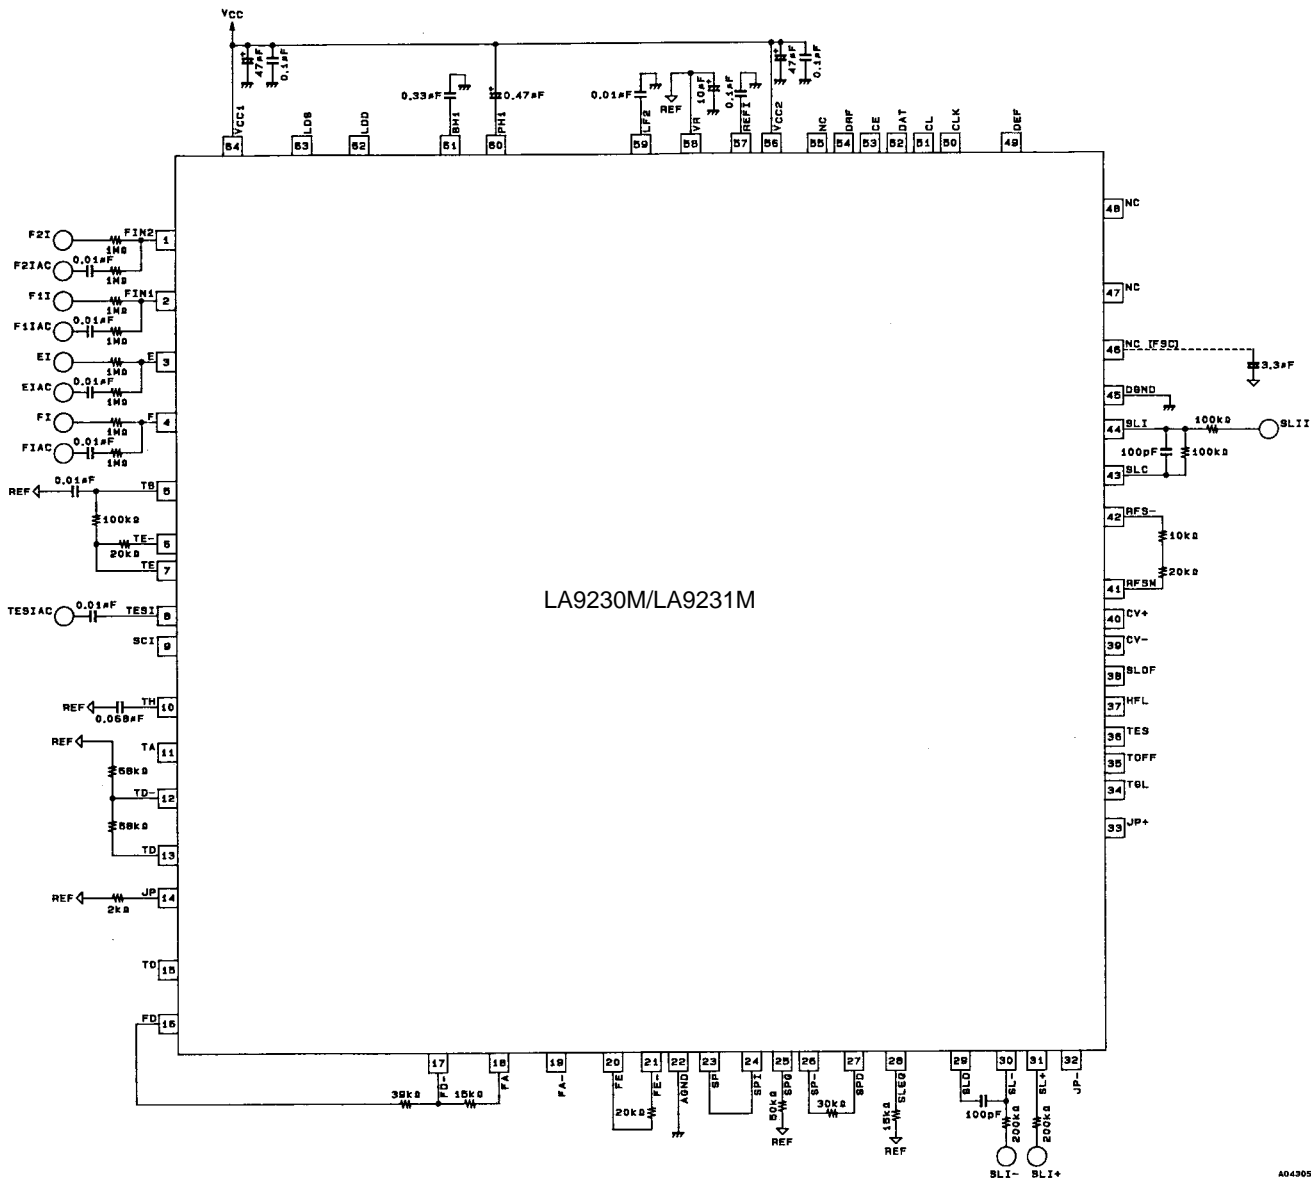 VCC
47µF
0.1µF
0.33µF
0.47µF
0.01µF
REF
10µF
0.1µF
47µF
0.1µF
VCC1
LDS
LDD
BH1
PH1
LF2
VR
REFI
VCC2
NC
DRF
CE
DAT
CL
CLK
DEF
64
63
62
61
60
59
58
57
56
55
54
53
52
51
50
49
F2I
1MΩ
FIN2
1
F2IAC
0.01µF
1MΩ
F1I
1MΩ
FIN1
2
F1IAC
0.01µF
1MΩ
EI
1MΩ
E
3
EIAC
0.01µF
1MΩ
FI
1MΩ
F
4
FIAC
0.01µF
1MΩ
REF
0.01µF
TB
5
100kΩ
TE-
6
20kΩ
TE
7
TESIAC
0.01µF
TESI
8
SCI
9
REF
0.068µF
TH
10
REF
TA
11
58kΩ
TD-
12
58kΩ
TD
13
REF
2kΩ
JP
14
TO
15
FD
16
LA9230M/LA9231M
48 NC
47 NC
46 NC [FSC]
3.3µF
45 DGND
44 SLI
100kΩ
SLII
100pF
100kΩ
43 SLC
42 RFS-
10kΩ
20kΩ
41 RFSM
40 CV+
39 CV-
38 SLOF
37 HFL
36 TES
35 TOFF
34 TGL
33 JP+
17
18
19
20
21
22
23
24
25
26
27
28
29
30
31
32
FD-
FA
FA-
FE
FE-
AGND
SP
SPI
SPG
SP-
SPD
SLEQ
SLD
SL-
SL+
JP-
39kΩ
15kΩ
20kΩ
50kΩ
REF
30kΩ
15kΩ
REF
100pF
200kΩ
200kΩ
SLI-
SLI+
A04305